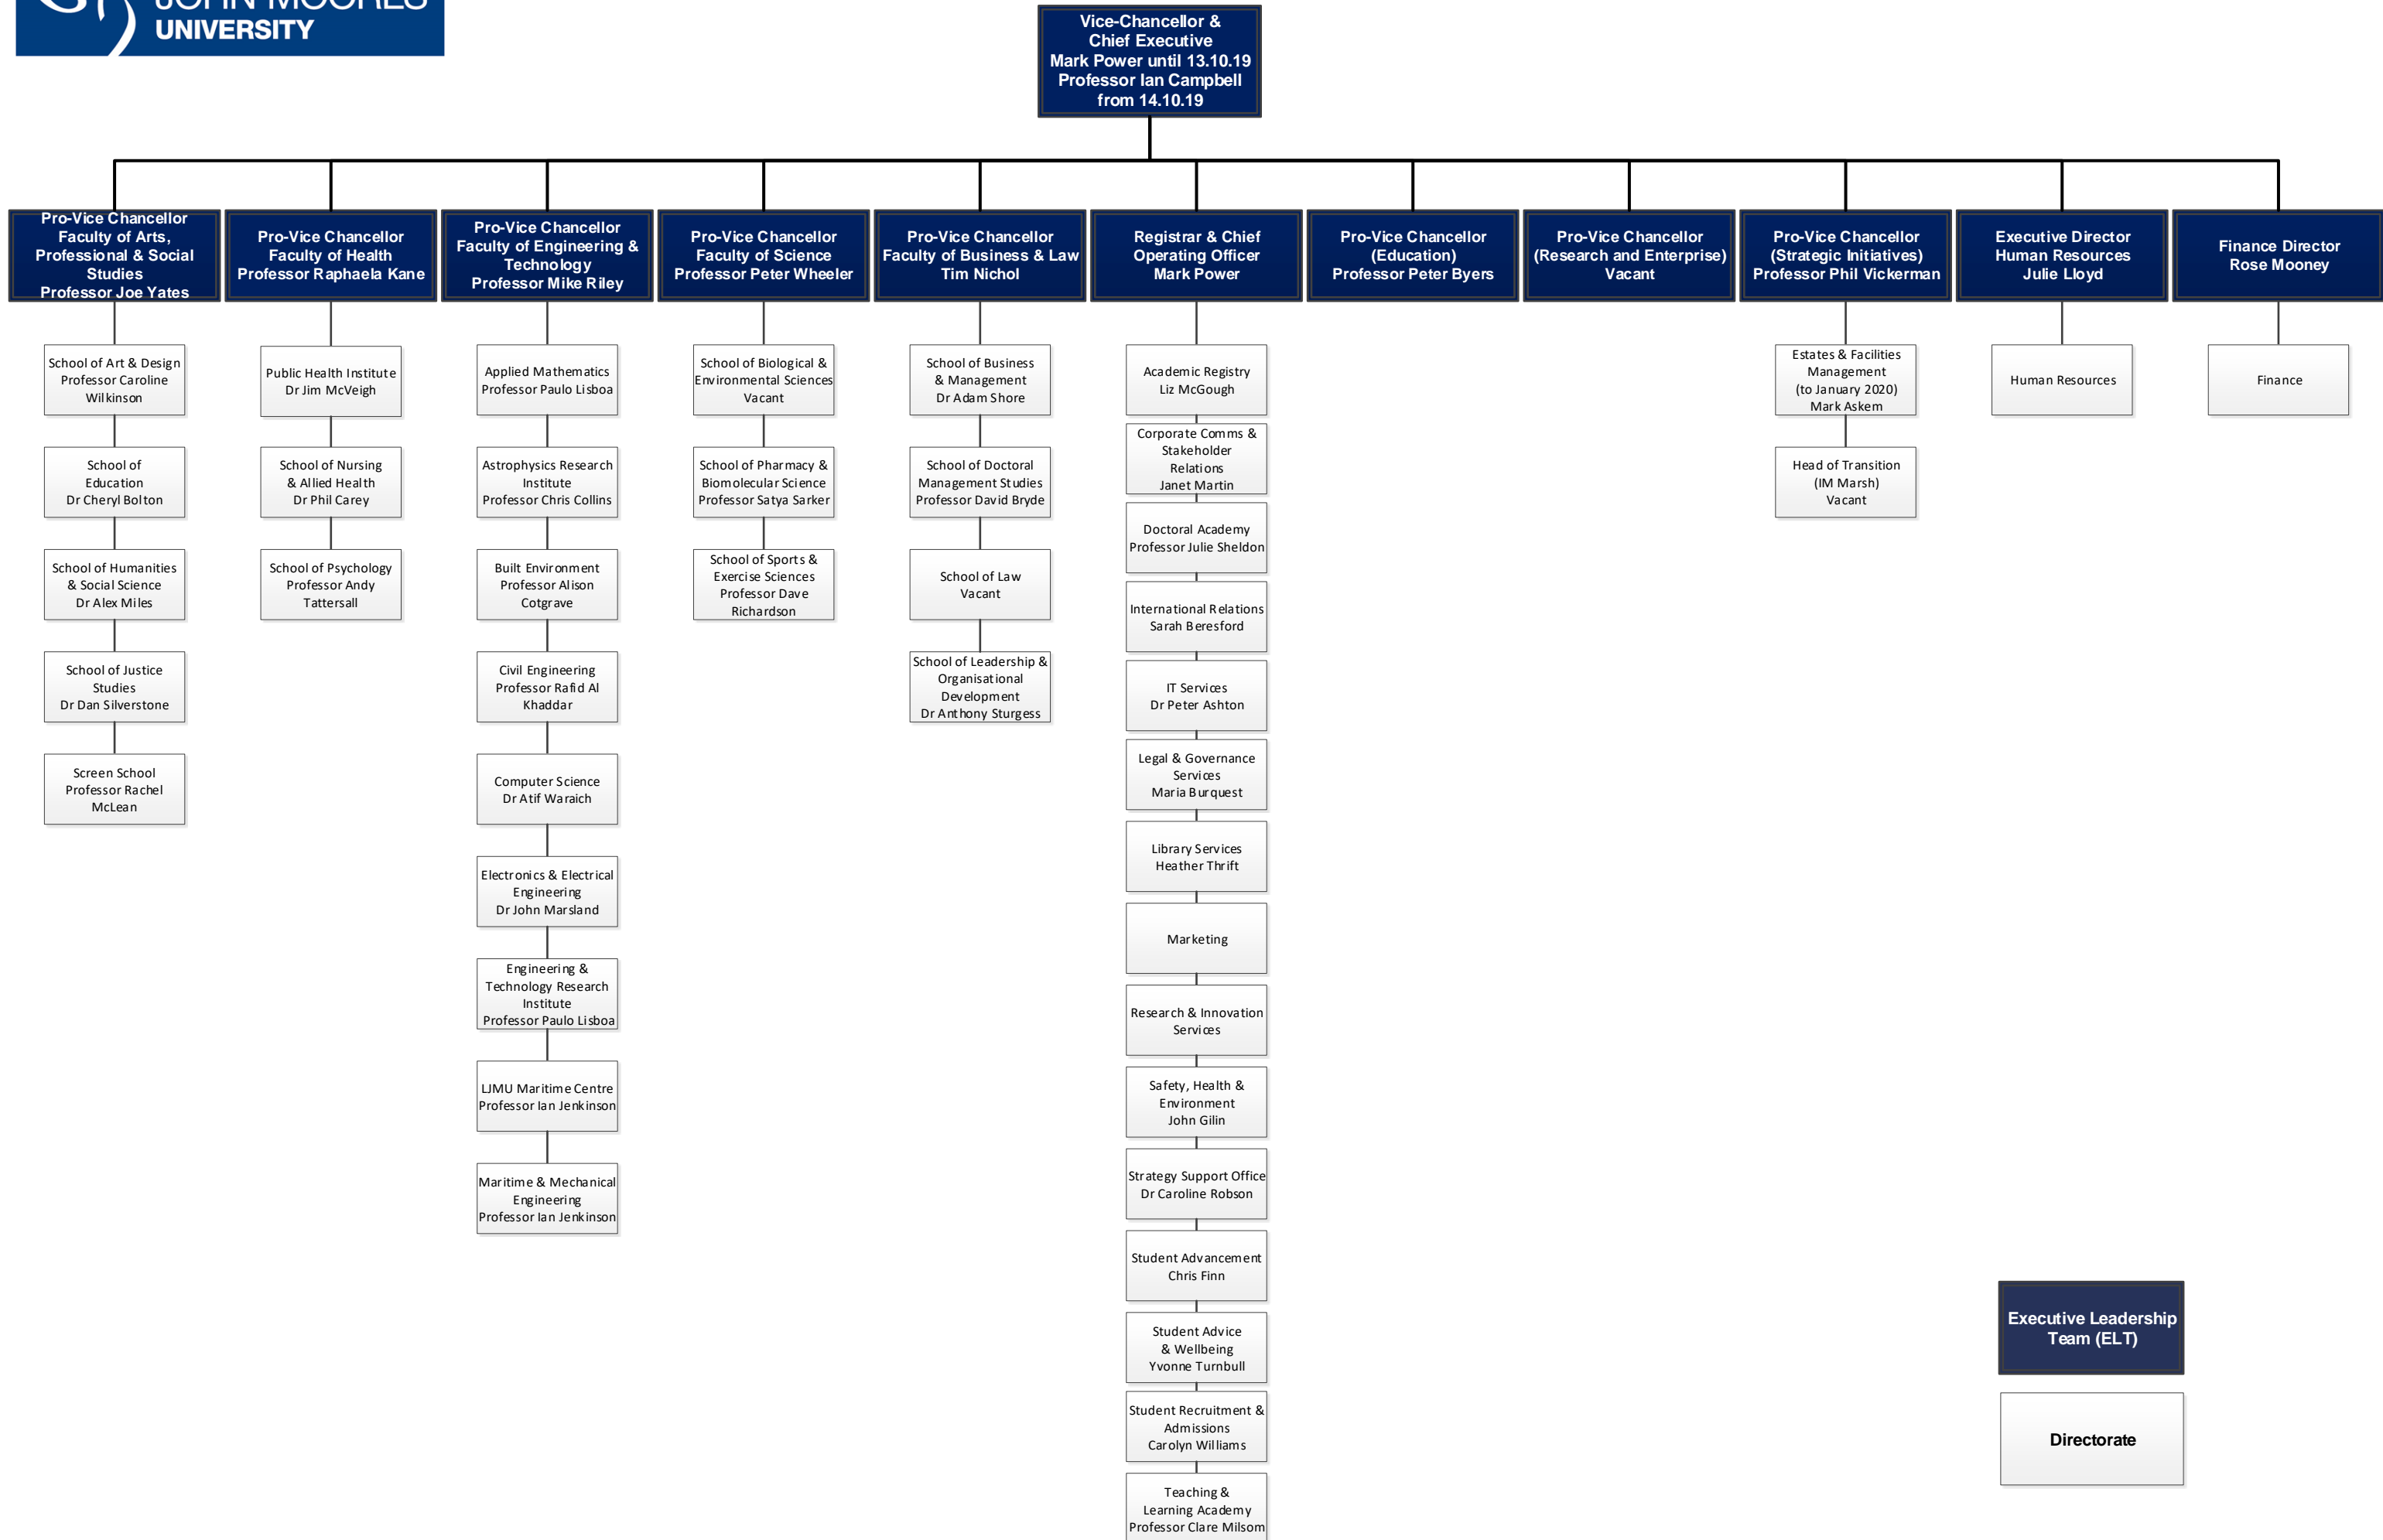 JOHN MOORES
UNIVERSITY
Vice-Chancellor &
Chief Executive
Mark Power until 13.10.19
Professor Ian Campbell
from 14.10.19
Pro-Vice Chancellor
Faculty of Arts,
Professional & Social
Studies
Professor Joe Yates
Pro-Vice Chancellor
Faculty of Health
Professor Raphaela Kane
Pro-Vice Chancellor
Faculty of Engineering &
Technology
Professor Mike Riley
Pro-Vice Chancellor
Faculty of Science
Professor Peter Wheeler
Pro-Vice Chancellor
Faculty of Business & Law
Tim Nichol
Registrar & Chief
Operating Officer
Mark Power
Pro-Vice Chancellor
(Education)
Professor Peter Byers
Pro-Vice Chancellor
(Research and Enterprise)
Vacant
Pro-Vice Chancellor
(Strategic Initiatives)
Professor Phil Vickerman
Executive Director
Human Resources
Julie Lloyd
Finance Director
Rose Mooney
School of Art & Design
Professor Caroline
Wilkinson
School of
Education
Dr Cheryl Bolton
School of Humanities
& Social Science
Dr Alex Miles
School of Justice
Studies
Dr Dan Silverstone
Screen School
Professor Rachel
McLean
Public Health Institute
Dr Jim McVeigh
School of Nursing
& Allied Health
Dr Phil Carey
School of Psychology
Professor Andy
Tattersall
Applied Mathematics
Professor Paulo Lisboa
Astrophysics Research
Institute
Professor Chris Collins
Built Environment
Professor Alison
Cotgrave
Civil Engineering
Professor Rafid Al
Khaddar
Computer Science
Dr Atif Waraich
Electronics & Electrical
Engineering
Dr John Marsland
Engineering &
Technology Research
Institute
Professor Paulo Lisboa
LJMU Maritime Centre
Professor Ian Jenkinson
Maritime & Mechanical
Engineering
Professor Ian Jenkinson
School of Biological &
Environmental Sciences
Vacant
School of Pharmacy &
Biomolecular Science
Professor Satya Sarker
School of Sports &
Exercise Sciences
Professor Dave
Richardson
School of Business
& Management
Dr Adam Shore
School of Doctoral
Management Studies
Professor David Bryde
School of Law
Vacant
School of Leadership &
Organisational
Development
Dr Anthony Sturgess
Academic Registry
Liz McGough
Corporate Comms &
Stakeholder
Relations
Janet Martin
Doctoral Academy
Professor Julie Sheldon
International Relations
Sarah Beresford
IT Services
Dr Peter Ashton
Legal & Governance
Services
Maria Burquest
Library Services
Heather Thrift
Marketing
Research & Innovation
Services
Safety, Health &
Environment
John Gilin
Strategy Support Office
Dr Caroline Robson
Student Advancement
Chris Finn
Student Advice
& Wellbeing
Yvonne Turnbull
Student Recruitment &
Admissions
Carolyn Williams
Teaching &
Learning Academy
Professor Clare Milsom
Estates & Facilities
Management
(to January 2020)
Mark Askem
Head of Transition
(IM Marsh)
Vacant
Human Resources
Finance
Executive Leadership
Team (ELT)
Directorate